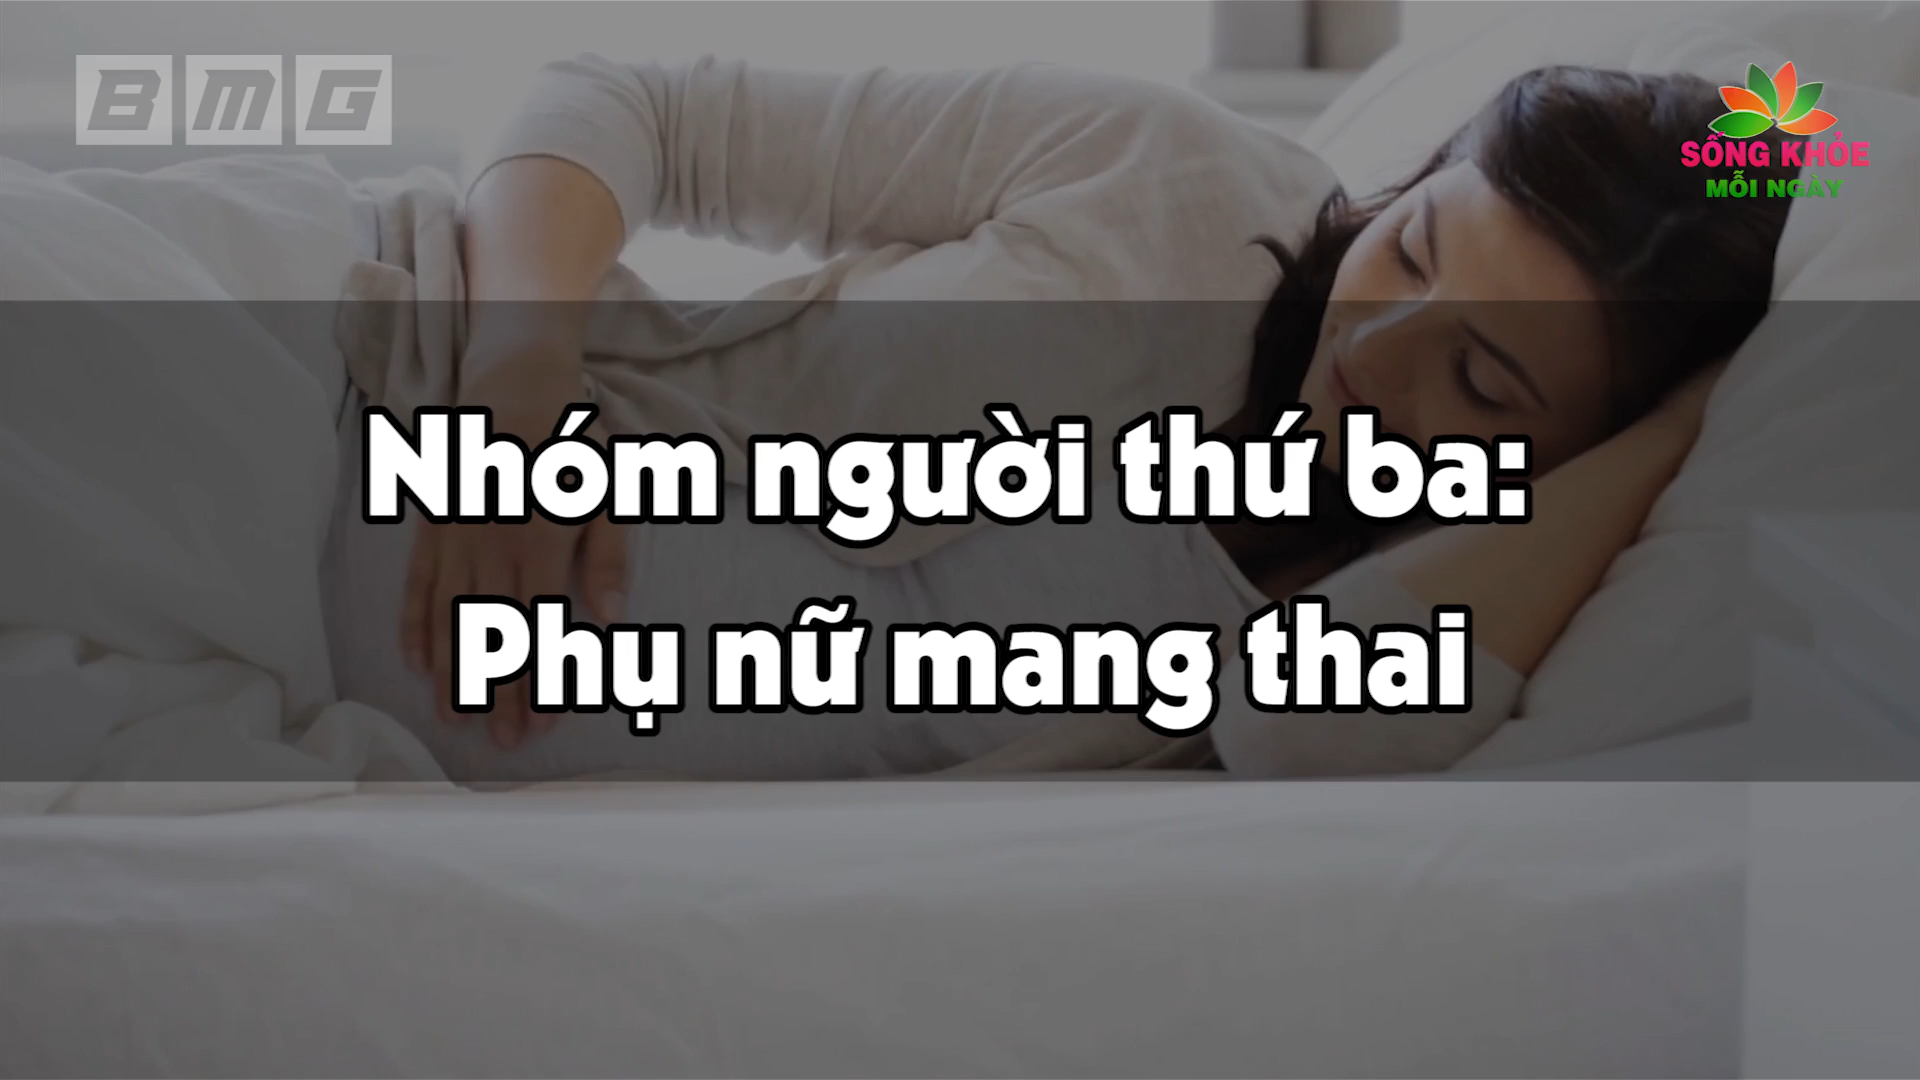 BMG
SỐNG KHỎE
MỖI NGÀY
Nhóm người thứ ba:
Phụ nữ mang thai